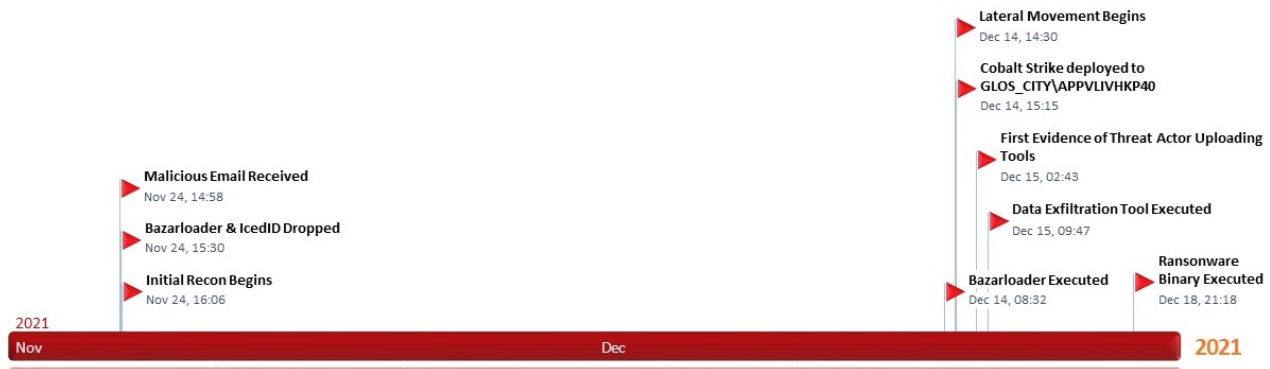 Lateral Movement Begins
Dec 14, 14:30
Cobalt Strike deployed to
GLOS_CITY\APPVLIVHKP40
Dec 14, 15:15
First Evidence of Threat Actor Uploading
Tools
Dec 15, 02:43
Malicious Email Received
Nov 24, 14:58
Data Exfiltration Tool Executed
Dec 15, 09:47
Bazarloader & IcedID Dropped
Nov 24, 15:30
Ransonware
Binary Executed
Dec 18, 21:18
Initial Recon Begins
Nov 24, 16:06
Bazarloader Executed
Dec 14, 08:32
2021
Nov
Dec
2021